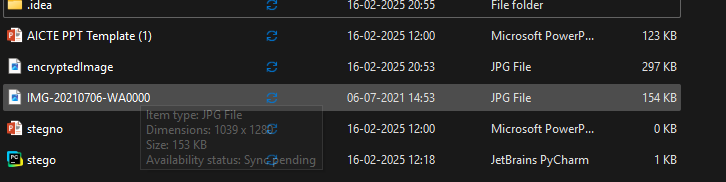 .idea 16-02-2025 20:55 File folder
AICTE PPT Template (1) 16-02-2025 12:00 Microsoft PowerP... 123 KB
encryptedImage 16-02-2025 20:53 JPG File 297 KB
IMG-20210706-WA0000 06-07-2021 14:53 JPG File 154 KB
Item type: JPG File
Dimensions: 1039 x 1280
Size: 153 KB
Availability status: Sync pending
stegno 16-02-2025 12:00 Microsoft PowerP... 0 KB
stego 16-02-2025 12:18 JetBrains PyCharm 1 KB